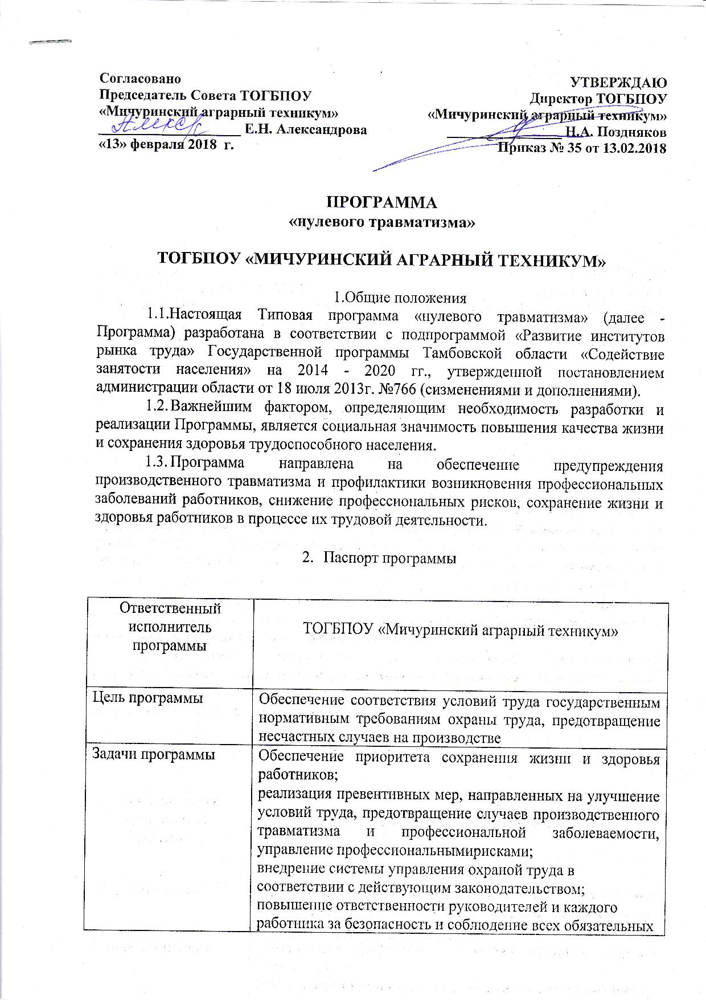 Согласовано
Председатель Совета ТОГБПОУ
«Мичуринский аграрный техникум»
Е.Н. Александрова
«13» февраля 2018 г.
УТВЕРЖДАЮ
Директор ТОГБПОУ
«Мичуринский аграрный техникум»
Н.А. Поздняков
Приказ № 35 от 13.02.2018
ПРОГРАММА
«нулевого травматизма»
ТОГБПОУ «МИЧУРИНСКИЙ АГРАРНЫЙ ТЕХНИКУМ»
1.Общие положения
1.1.Настоящая Типовая программа «нулевого травматизма» (далее -
Программа) разработана в соответствии с подпрограммой «Развитие институтов
рынка труда» Государственной программы Тамбовской области «Содействие
занятости населения» на 2014 - 2020 гг., утвержденной постановлением
администрации области от 18 июля 2013г. №766 (сизменениями и дополнениями).
1.2. Важнейшим фактором, определяющим необходимость разработки и
реализации Программы, является социальная значимость повышения качества жизни
и сохранения здоровья трудоспособного населения.
1.3. Программа направлена на обеспечение предупреждения
производственного травматизма и профилактики возникновения профессиональных
заболеваний работников, снижение профессиональных рисков, сохранение жизни и
здоровья работников в процессе их трудовой деятельности.
2. Паспорт программы
Ответственный
исполнитель
программы
ТОГБПОУ «Мичуринский аграрный техникум»
Цель программы
Обеспечение соответствия условий труда государственным
нормативным требованиям охраны труда, предотвращение
несчастных случаев на производстве
Задачи программы
Обеспечение приоритета сохранения жизни и здоровья
работников;
реализация превентивных мер, направленных на улучшение
условий труда, предотвращение случаев производственного
травматизма и профессиональной заболеваемости,
управление профессиональнымирисками;
внедрение системы управления охраной труда в
соответствии с действующим законодательством;
повышение ответственности руководителей и каждого
работника за безопасность и соблюдение всех обязательных